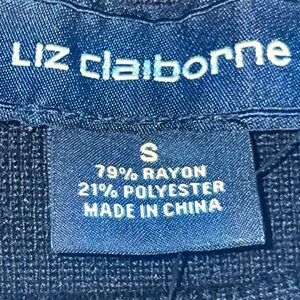 LIZ claiborne
S
79% RAYON
21% POLYESTER
MADE IN CHINA